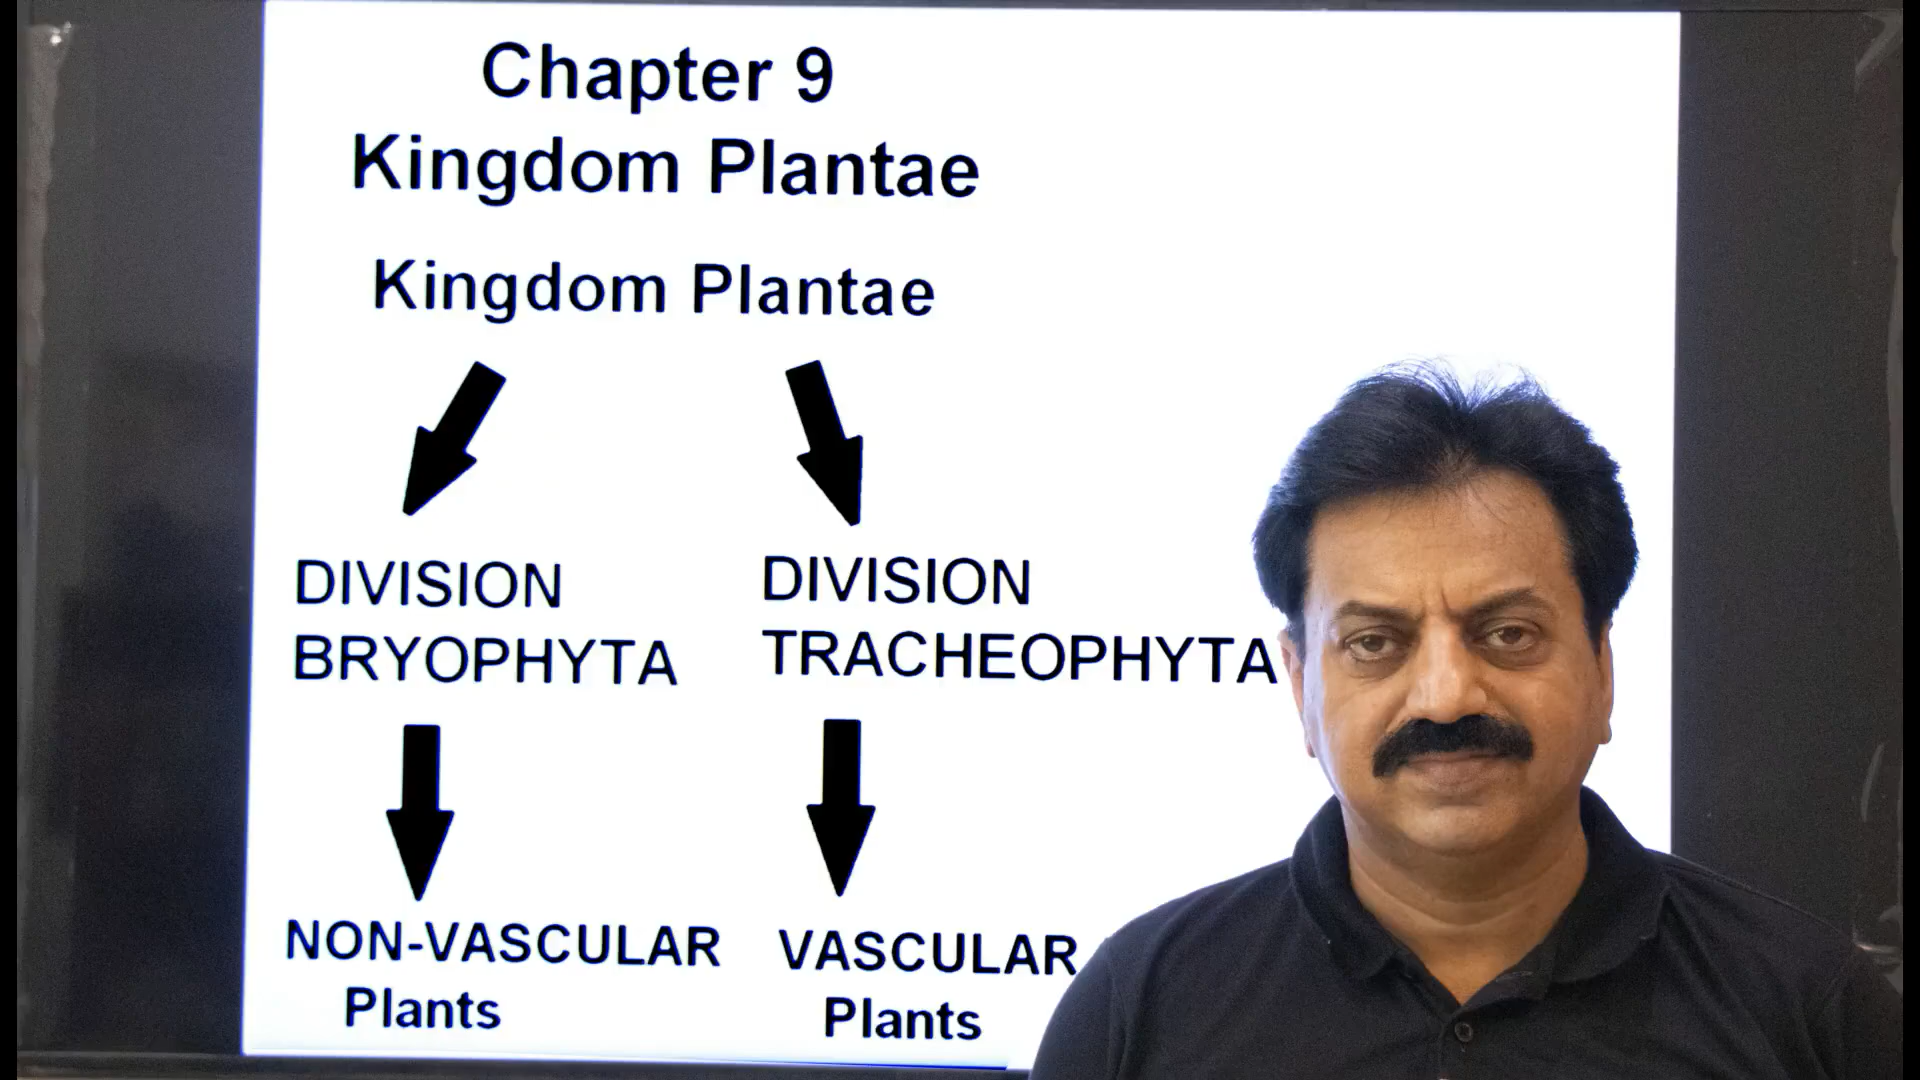 Chapter 9
Kingdom Plantae
Kingdom Plantae
DIVISION
BRYOPHYTA
DIVISION
TRACHEOPHYTA
NON-VASCULAR
Plants
VASCULAR
Plants